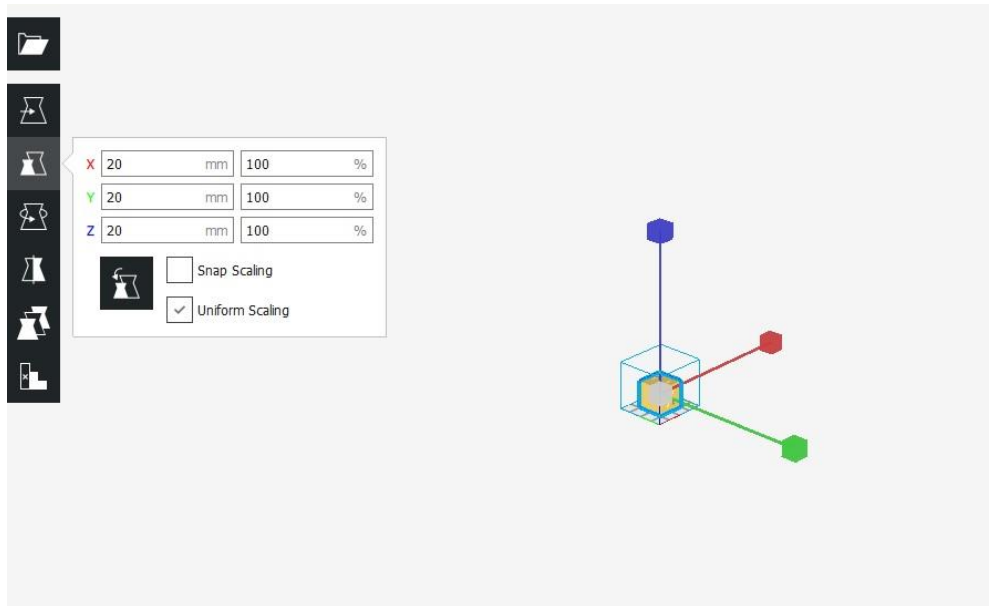 X 20 mm 100 %
Y 20 mm 100 %
Z 20 mm 100 %
Snap Scaling
Uniform Scaling